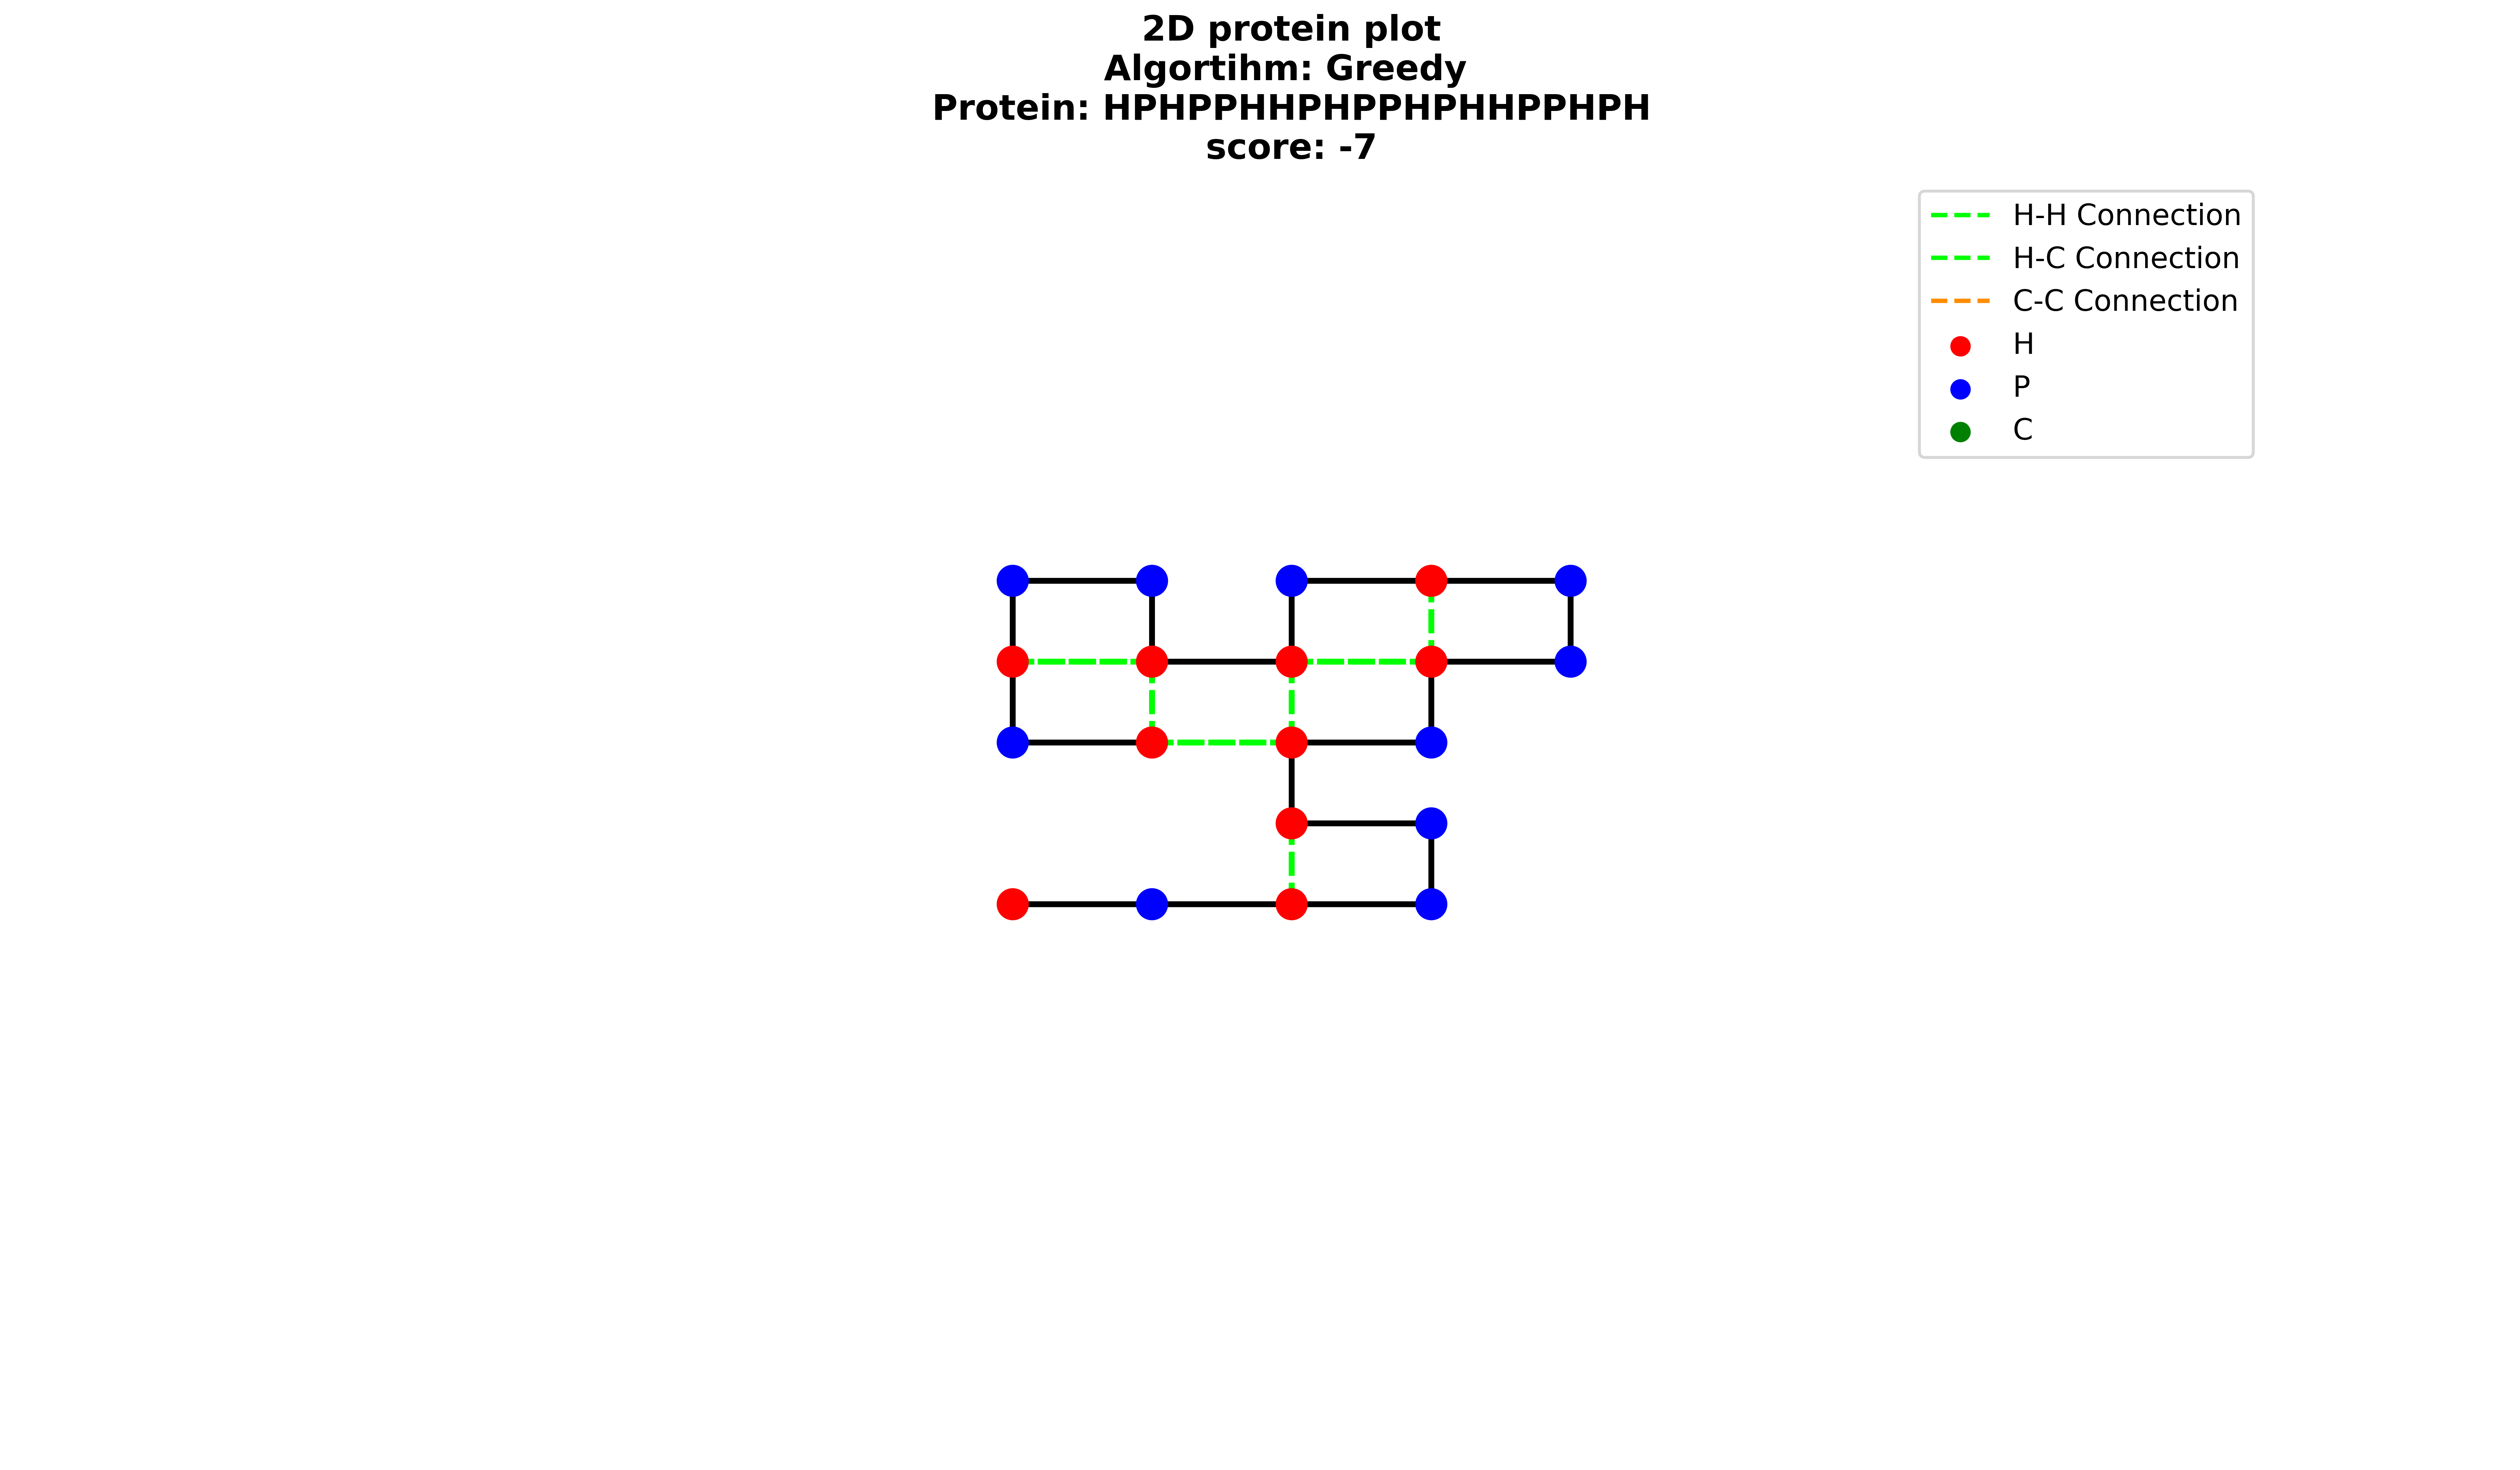 2D protein plot
Algortihm: Greedy
Protein: HPHPPHHPHPPHPHHPPHPH
score: -7
H-H Connection
H-C Connection
C-C Connection
H
P
C